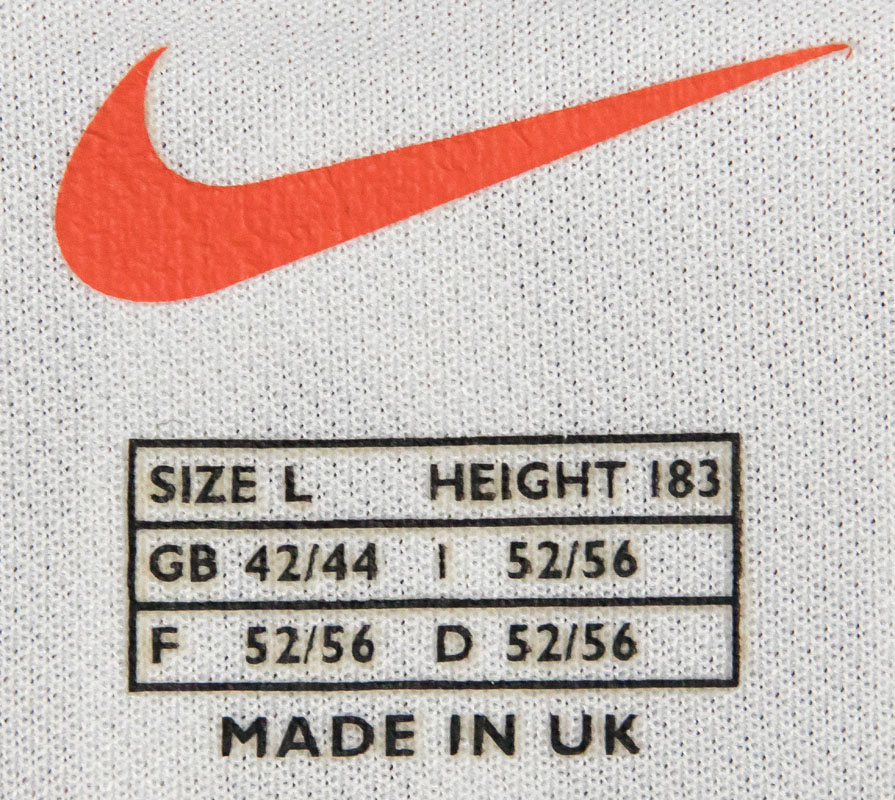 SIZE L HEIGHT 183
GB 42/44 I 52/56
F 52/56 D 52/56
MADE IN UK